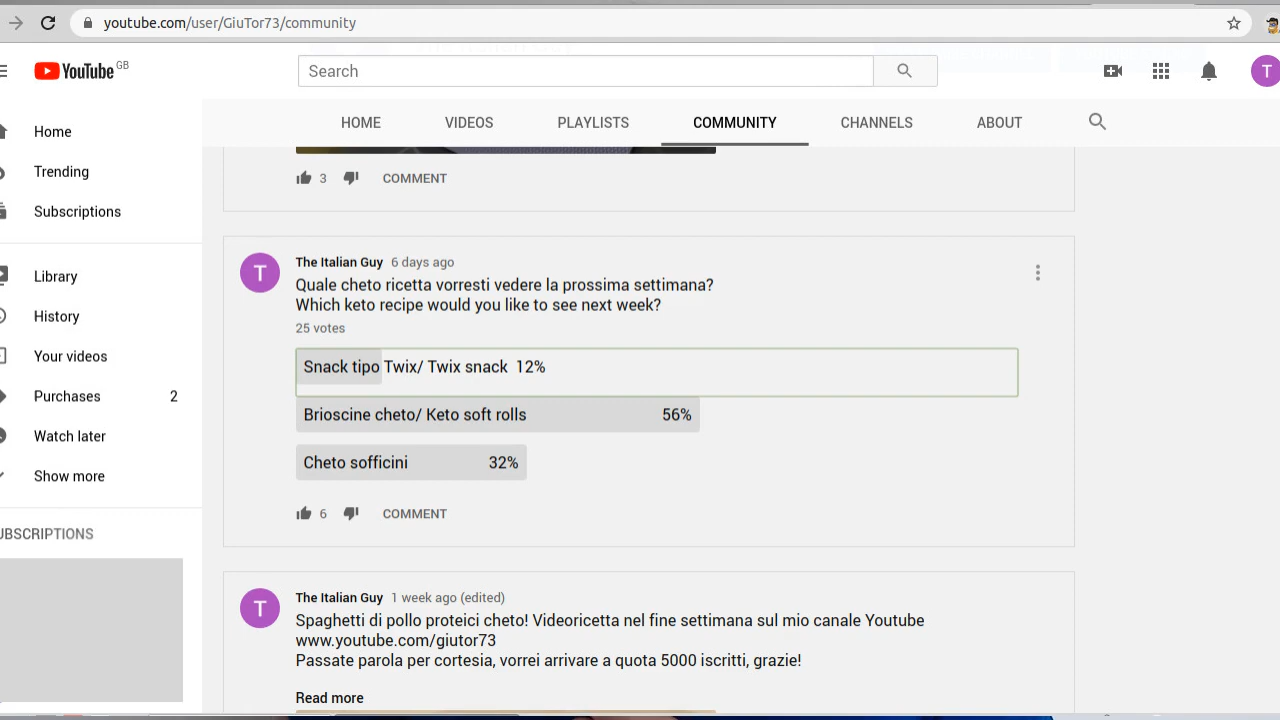 youtube.com/user/GiuTor73/community
YouTube GB
Search
T
HOME VIDEOS PLAYLISTS COMMUNITY CHANNELS ABOUT
Home
Trending
Subscriptions
Library
History
Your videos
Purchases 2
Watch later
Show more
UBSCRIPTIONS
3 COMMENT
T
The Italian Guy 6 days ago
Quale cheto ricetta vorresti vedere la prossima settimana?
Which keto recipe would you like to see next week?
25 votes
Snack tipo Twix/ Twix snack 12%
Brioscine cheto/ Keto soft rolls 56%
Cheto sofficini 32%
6 COMMENT
T
The Italian Guy 1 week ago (edited)
Spaghetti di pollo proteici cheto! Videoricetta nel fine settimana sul mio canale Youtube
www.youtube.com/giutor73
Passate parola per cortesia, vorrei arrivare a quota 5000 iscritti, grazie!
Read more